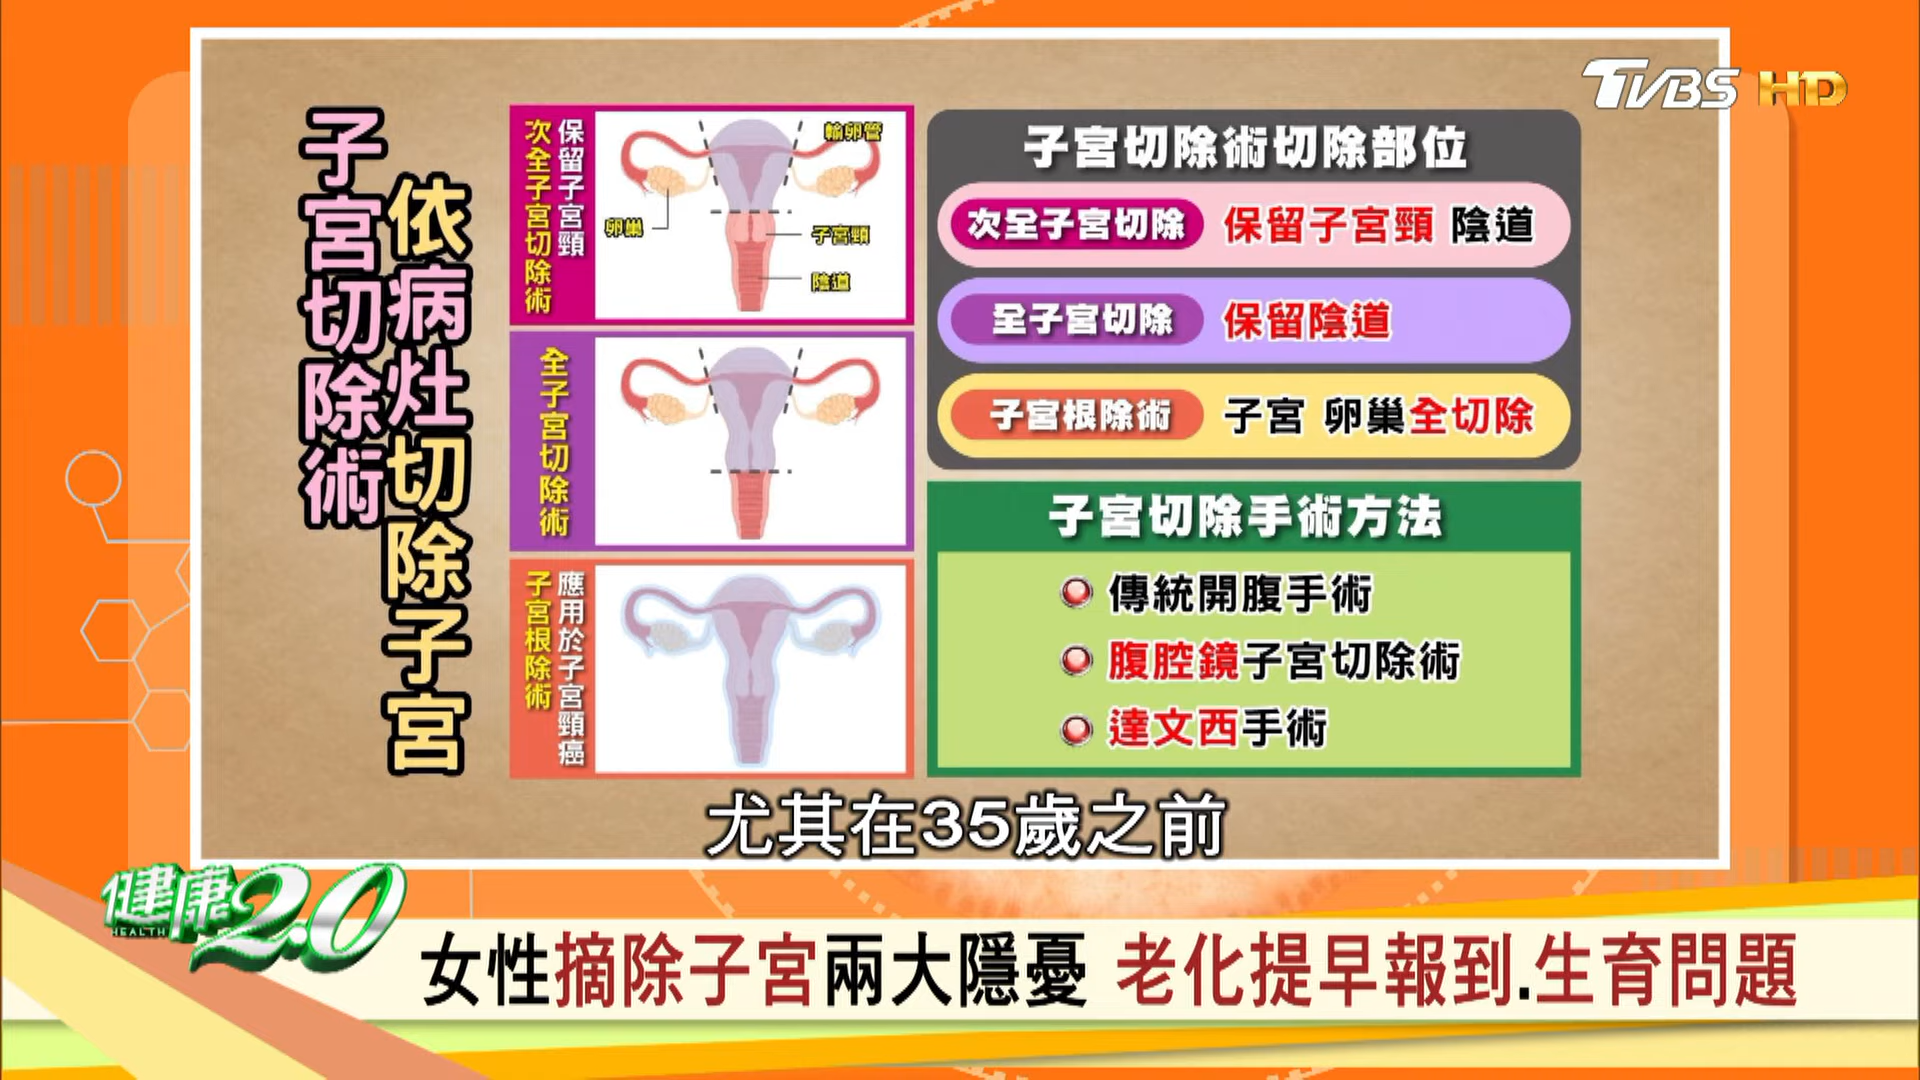 TVBS HD
子宮切除術
依病灶切除子宮
保留子宮頸
次全子宮切除術
輸卵管
卵巢
子宮頸
陰道
全子宮切除術
應用於子宮頸癌
子宮根除術
子宮切除術切除部位
次全子宮切除 保留子宮頸 陰道
全子宮切除 保留陰道
子宮根除術 子宮 卵巢全切除
子宮切除手術方法
傳統開腹手術
腹腔鏡子宮切除術
達文西手術
尤其在35歲之前
健康2.0
HEALTH
女性摘除子宮兩大隱憂 老化提早報到.生育問題